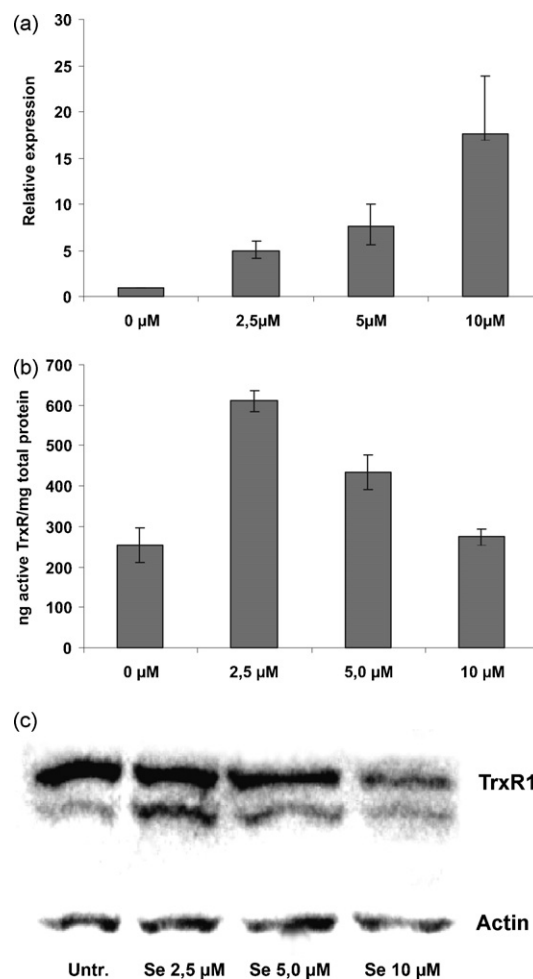 (a)
Relative expression
30
25
20
15
10
5
0
0 µM 2,5µM 5µM 10µM
(b)
ng active TrxR/mg total protein
700
600
500
400
300
200
100
0
0 µM 2,5 µM 5,0 µM 10 µM
(c)
TrxR1
Actin
Untr. Se 2,5 µM Se 5,0 µM Se 10 µM